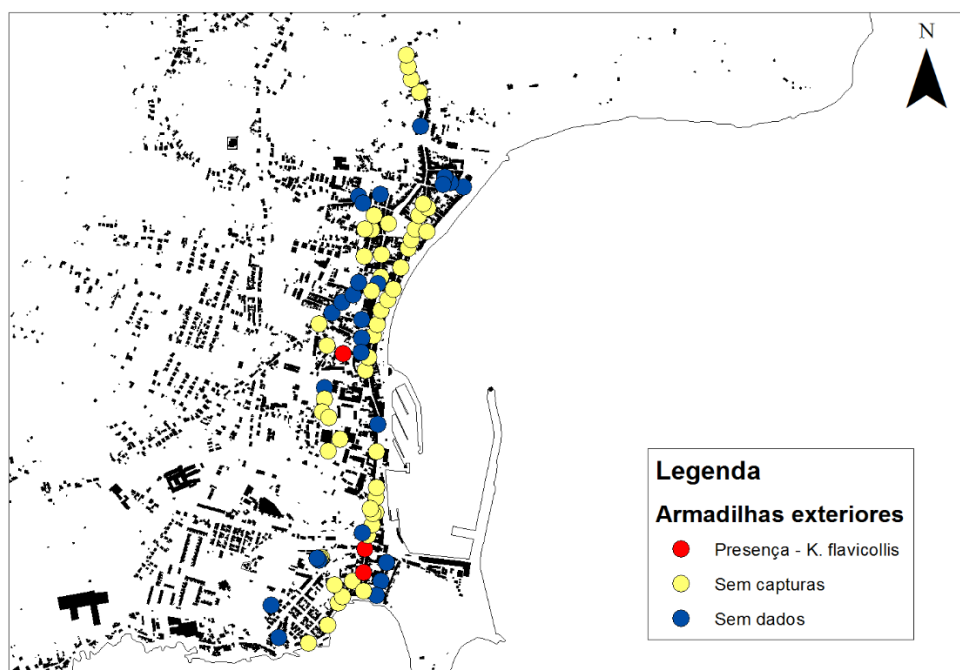 N
Legenda
Armadilhas exteriores
Presença - K. flavicollis
Sem capturas
Sem dados